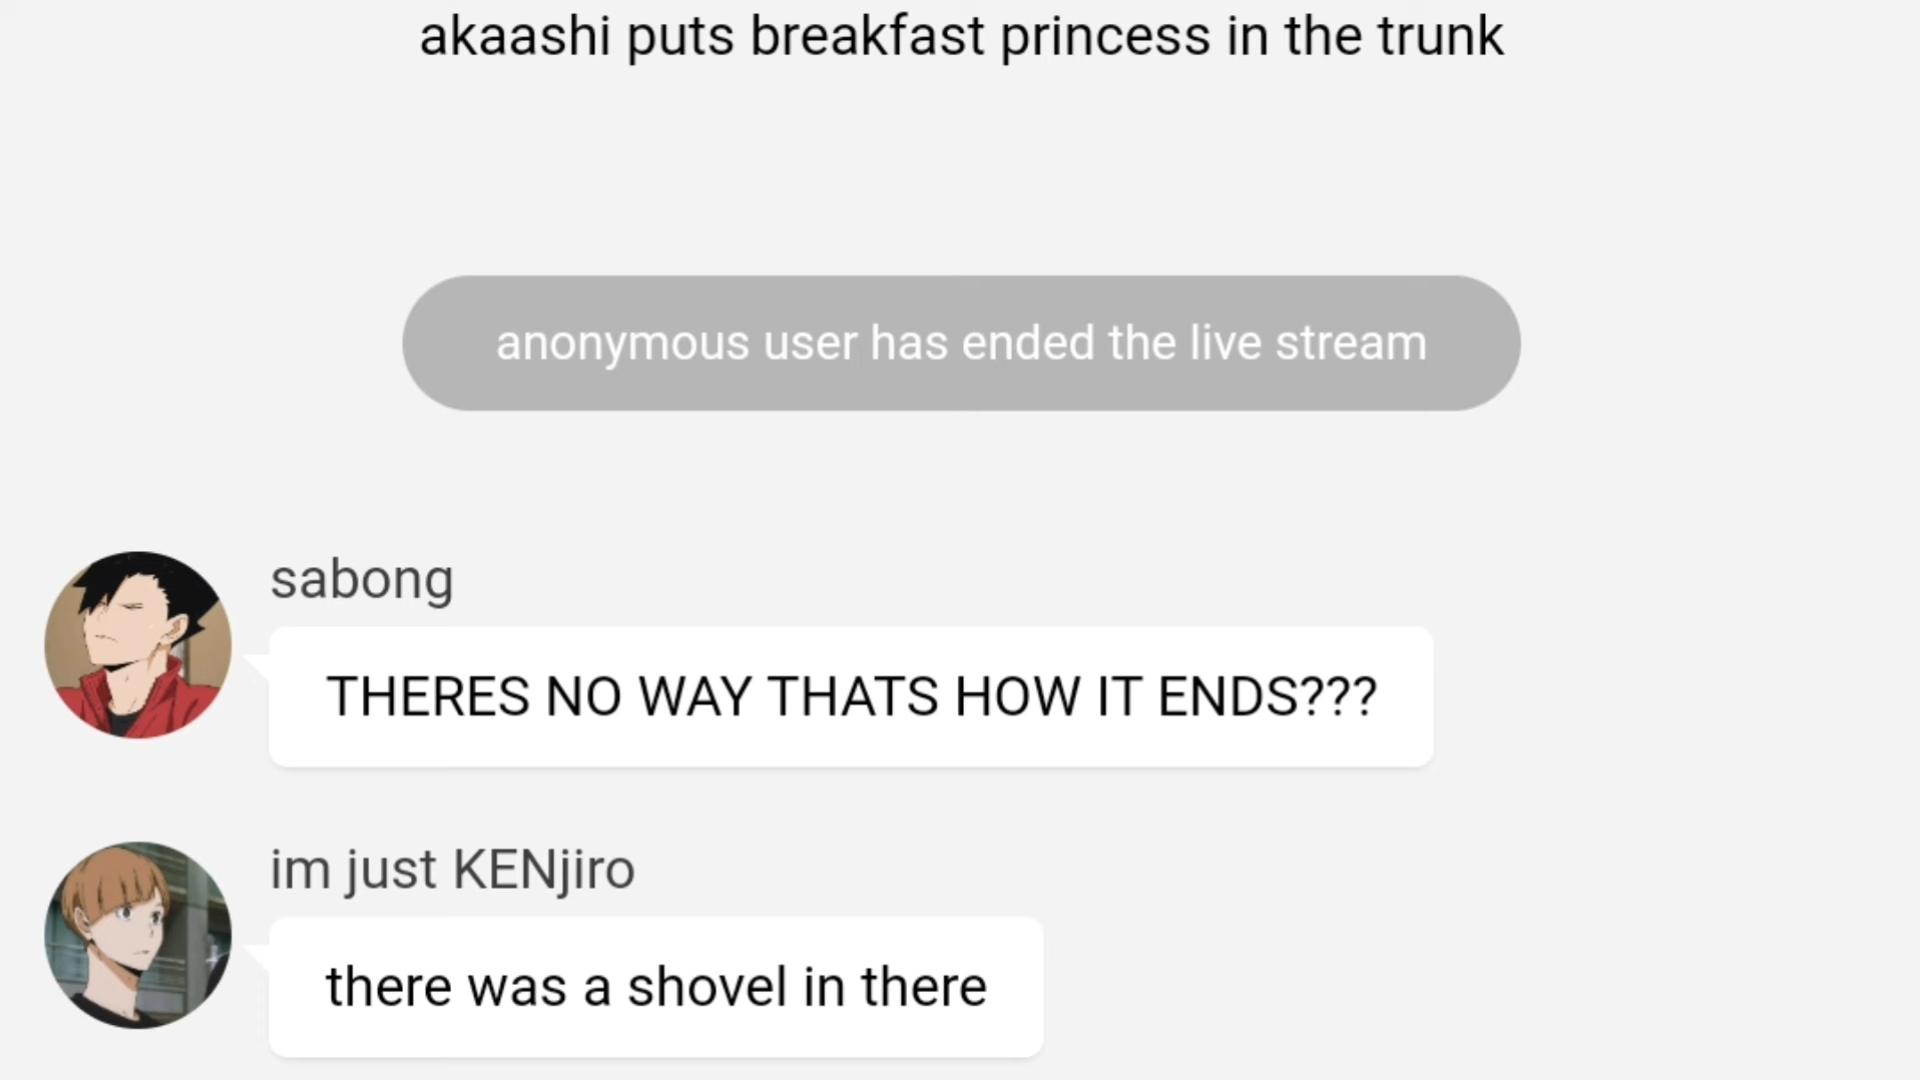 akaashi puts breakfast princess in the trunk
anonymous user has ended the live stream
sabong
THERES NO WAY THATS HOW IT ENDS???
im just KENjiro
there was a shovel in there